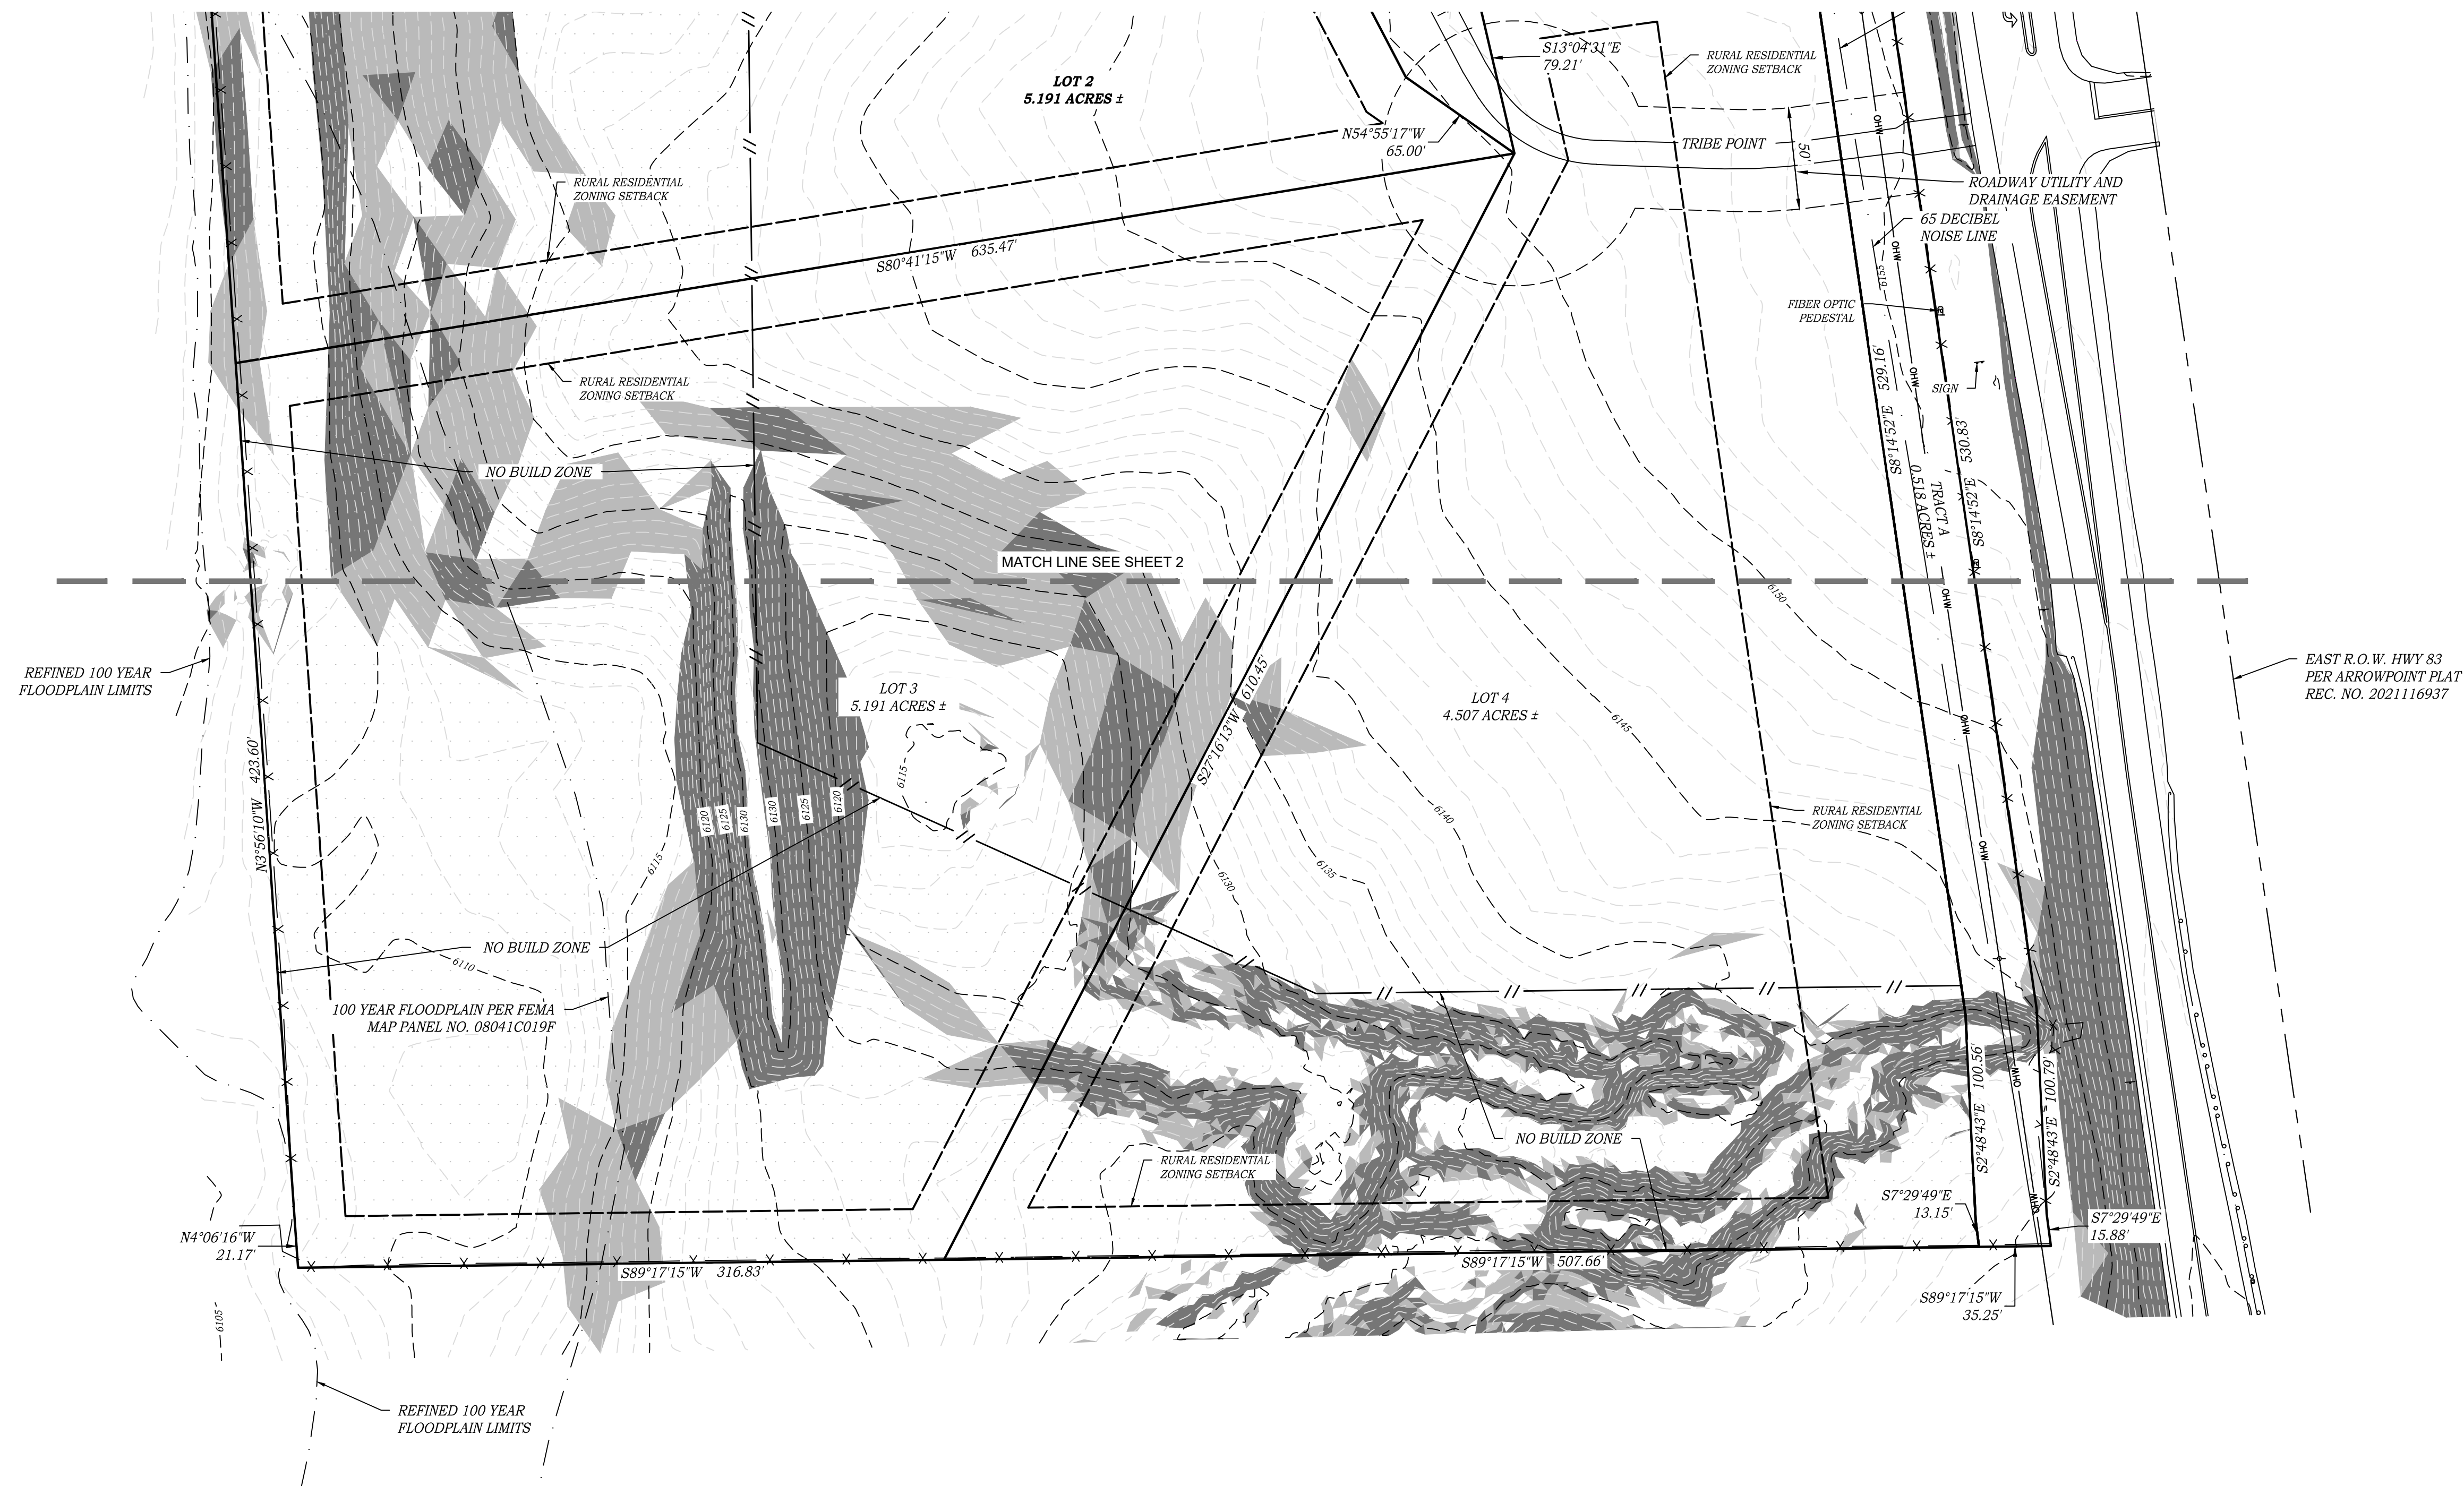 S13°04'31"E
79.21'
RURAL RESIDENTIAL
ZONING SETBACK
LOT 2
5.191 ACRES ±
N54°55'17"W
65.00'
TRIBE POINT
50'
OHW
ROADWAY UTILITY AND
DRAINAGE EASEMENT
65 DECIBEL
NOISE LINE
RURAL RESIDENTIAL
ZONING SETBACK
S80°41'15"W 635.47'
OHW
6155
FIBER OPTIC
PEDESTAL
RURAL RESIDENTIAL
ZONING SETBACK
SIGN
OHW
S8°14'52"E 529.16'
TRACT A
0.518 ACRES ±
S8°14'52"E 530.83'
NO BUILD ZONE
MATCH LINE SEE SHEET 2
OHW
6150
REFINED 100 YEAR
FLOODPLAIN LIMITS
EAST R.O.W. HWY 83
PER ARROWPOINT PLAT
REC. NO. 2021116937
LOT 3
5.191 ACRES ±
S27°16'13"W 610.45'
LOT 4
4.507 ACRES ±
6145
OHW
N3°56'10"W 423.60'
6115
6120
6125
6130
6130
6125
6120
6140
RURAL RESIDENTIAL
ZONING SETBACK
OHW
6115
6130
6135
NO BUILD ZONE
6110
100 YEAR FLOODPLAIN PER FEMA
MAP PANEL NO. 08041C019F
OHW
S2°48'43"E 100.56'
S2°48'43"E 100.79'
NO BUILD ZONE
RURAL RESIDENTIAL
ZONING SETBACK
S7°29'49"E
13.15'
OHW
S7°29'49"E
15.88'
N4°06'16"W
21.17'
S89°17'15"W 316.83'
S89°17'15"W 507.66'
S89°17'15"W
35.25'
6105
REFINED 100 YEAR
FLOODPLAIN LIMITS